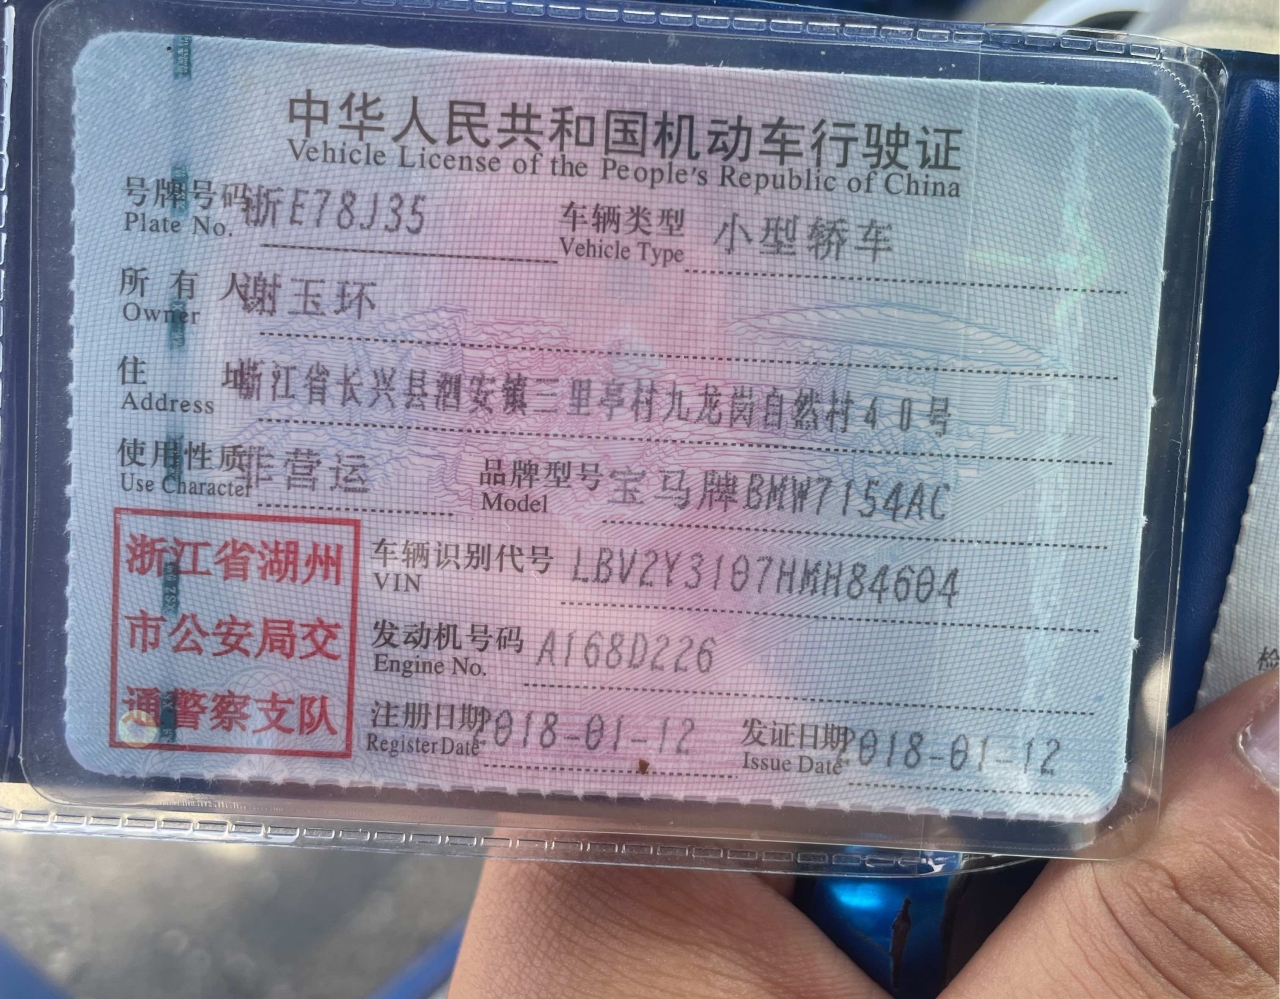 中华人民共和国机动车行驶证
Vehicle License of the People's Republic of China
号牌号码 浙E78J35 车辆类型 小型轿车
Plate No. Vehicle Type
所有人 谢玉环
Owner
住址 浙江省长兴县泗安镇三里亭村九龙岗自然村40号
Address
使用性质 非营运 品牌型号 宝马牌BMW7154AC
Use Character Model
浙江省湖州
市公安局交
通警察支队
车辆识别代号 LBV2Y3107HMH84604
VIN
发动机号码 A168D226
Engine No.
注册日期 2018-01-12 发证日期 2018-01-12
Register Date Issue Date
检